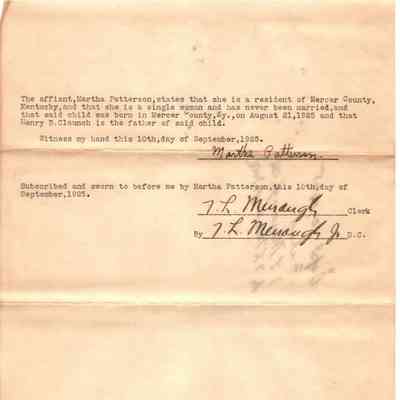 The affiant,Martha Patterson,states that she is a resident of Mercer County,
Kentucky,and that she is a single woman and has never been married,and
that said child was born in Mercer County,Ky.,on August 21,1925 and that
Henry D.Claunch is the father of said child.
Witness my hand this 10th,day of September,1925.
Martha Patterson.
Subscribed and sworn to before me by Martha Patterson,this 10th,day of
September,1925.
T. L. Menaugh Clerk
By T. L. Menaugh Jr D.C.